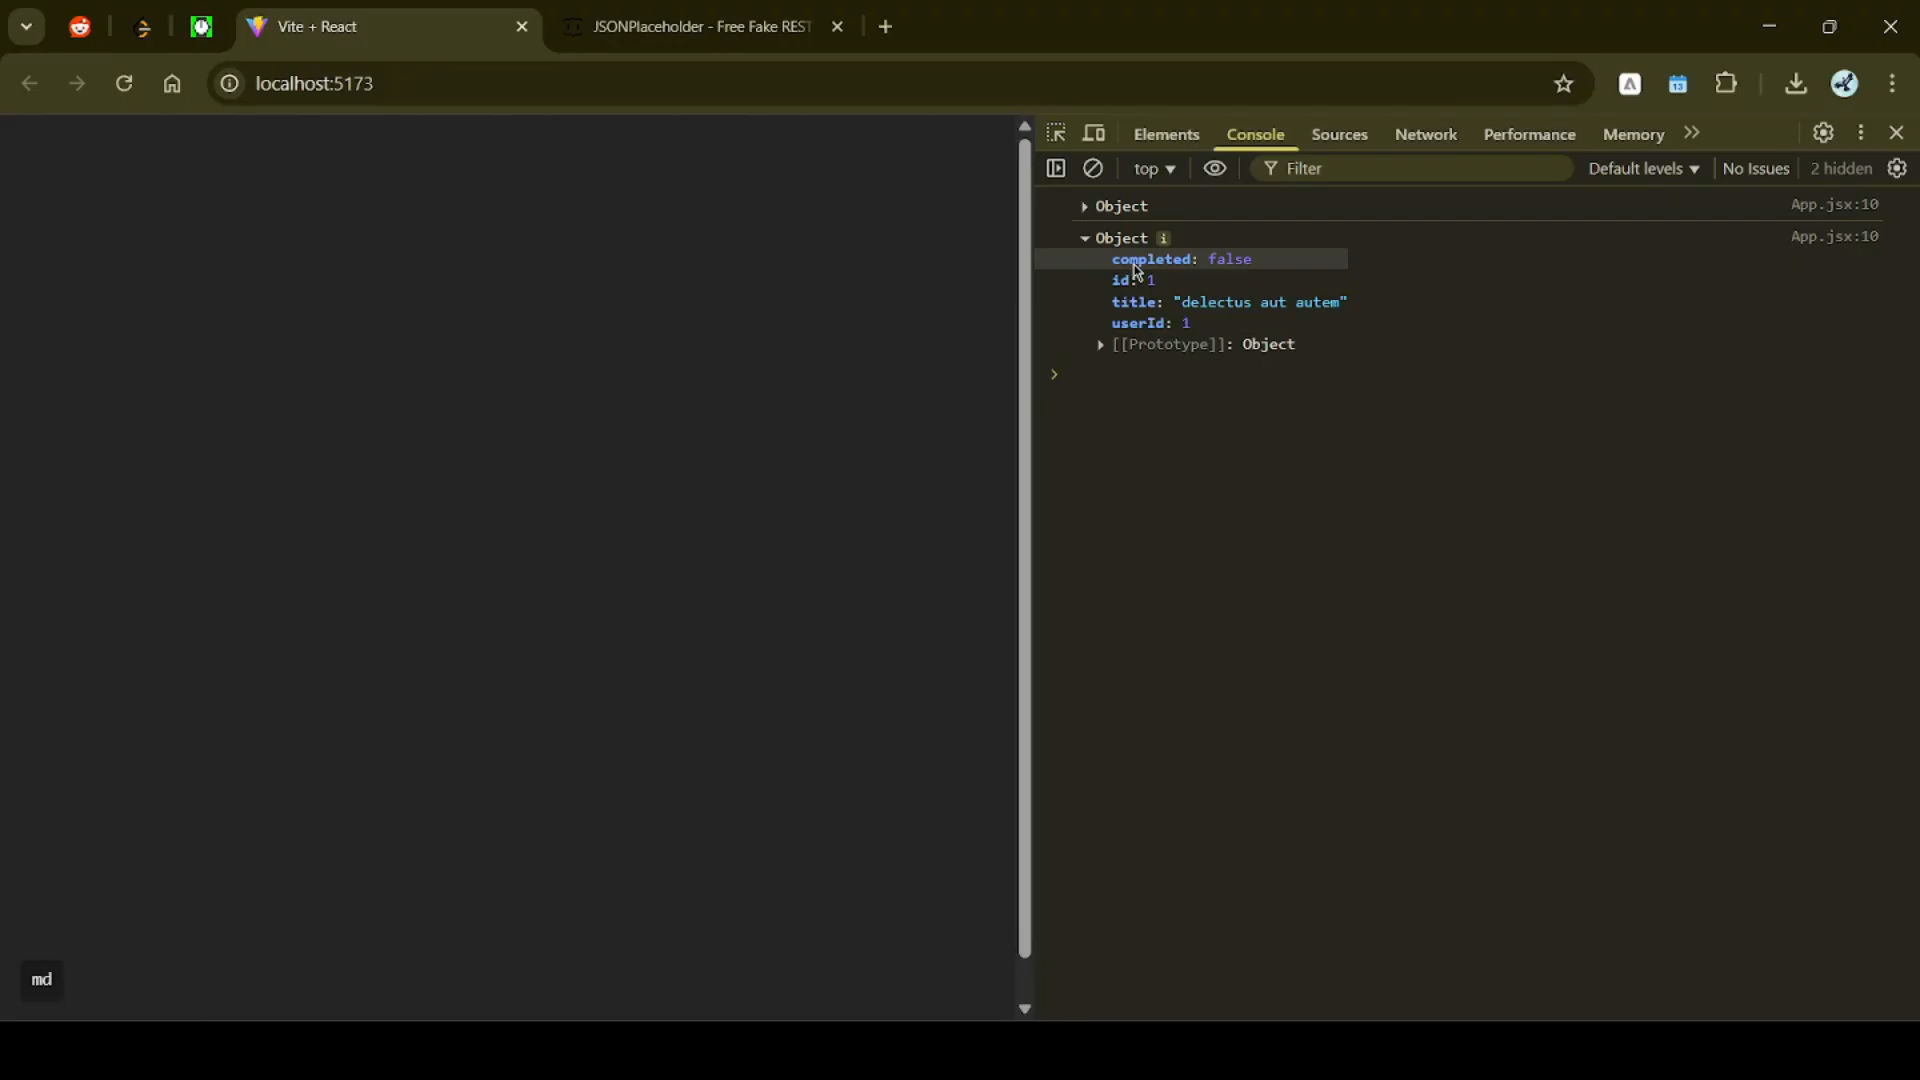 Vite + React
JSONPlaceholder - Free Fake REST
localhost:5173
13
Elements Console Sources Network Performance Memory
top Filter Default levels No Issues 2 hidden
Object App.jsx:10
Object i App.jsx:10
completed: false
id: 1
title: "delectus aut autem"
userId: 1
[[Prototype]]: Object
md